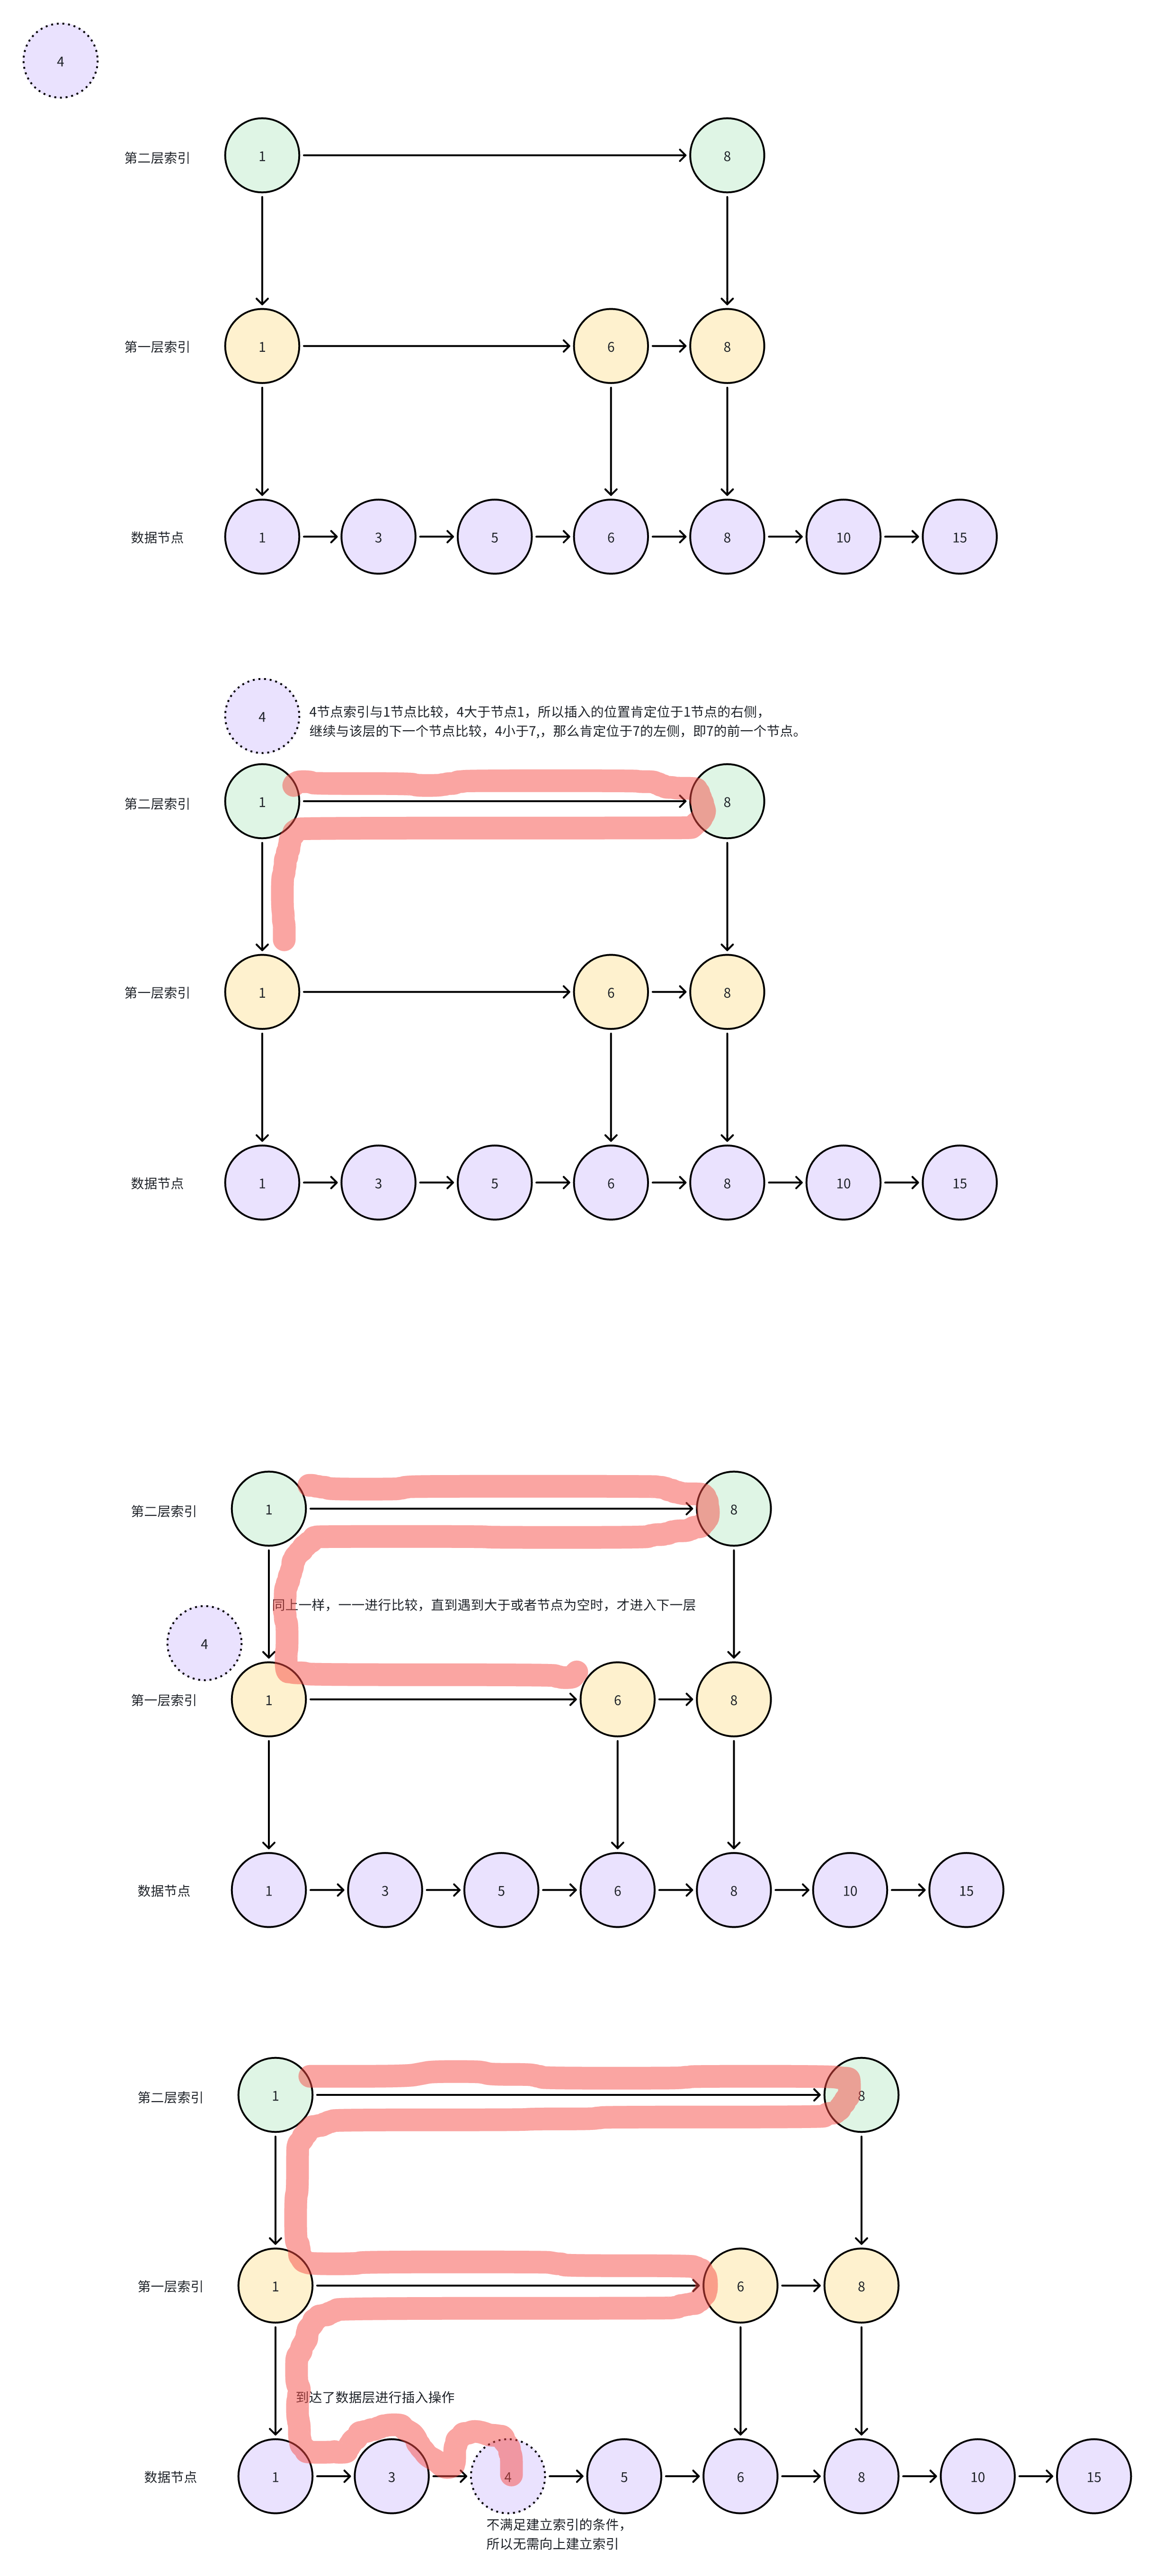 4
第二层索引
1
8
第一层索引
1
6
8
数据节点
1
3
5
6
8
10
15
4
4节点索引与1节点比较，4大于节点1，所以插入的位置肯定位于1节点的右侧，
继续与该层的下一个节点比较，4小于7,，那么肯定位于7的左侧，即7的前一个节点。
第二层索引
1
8
第一层索引
1
6
8
数据节点
1
3
5
6
8
10
15
第二层索引
1
8
同上一样，一一进行比较，直到遇到大于或者节点为空时，才进入下一层
4
第一层索引
1
6
8
数据节点
1
3
5
6
8
10
15
第二层索引
1
8
第一层索引
1
6
8
到达了数据层进行插入操作
数据节点
1
3
4
5
6
8
10
15
不满足建立索引的条件，
所以无需向上建立索引